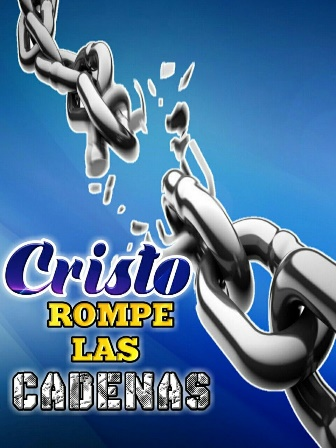 Cristo
ROMPE
LAS
CADENAS